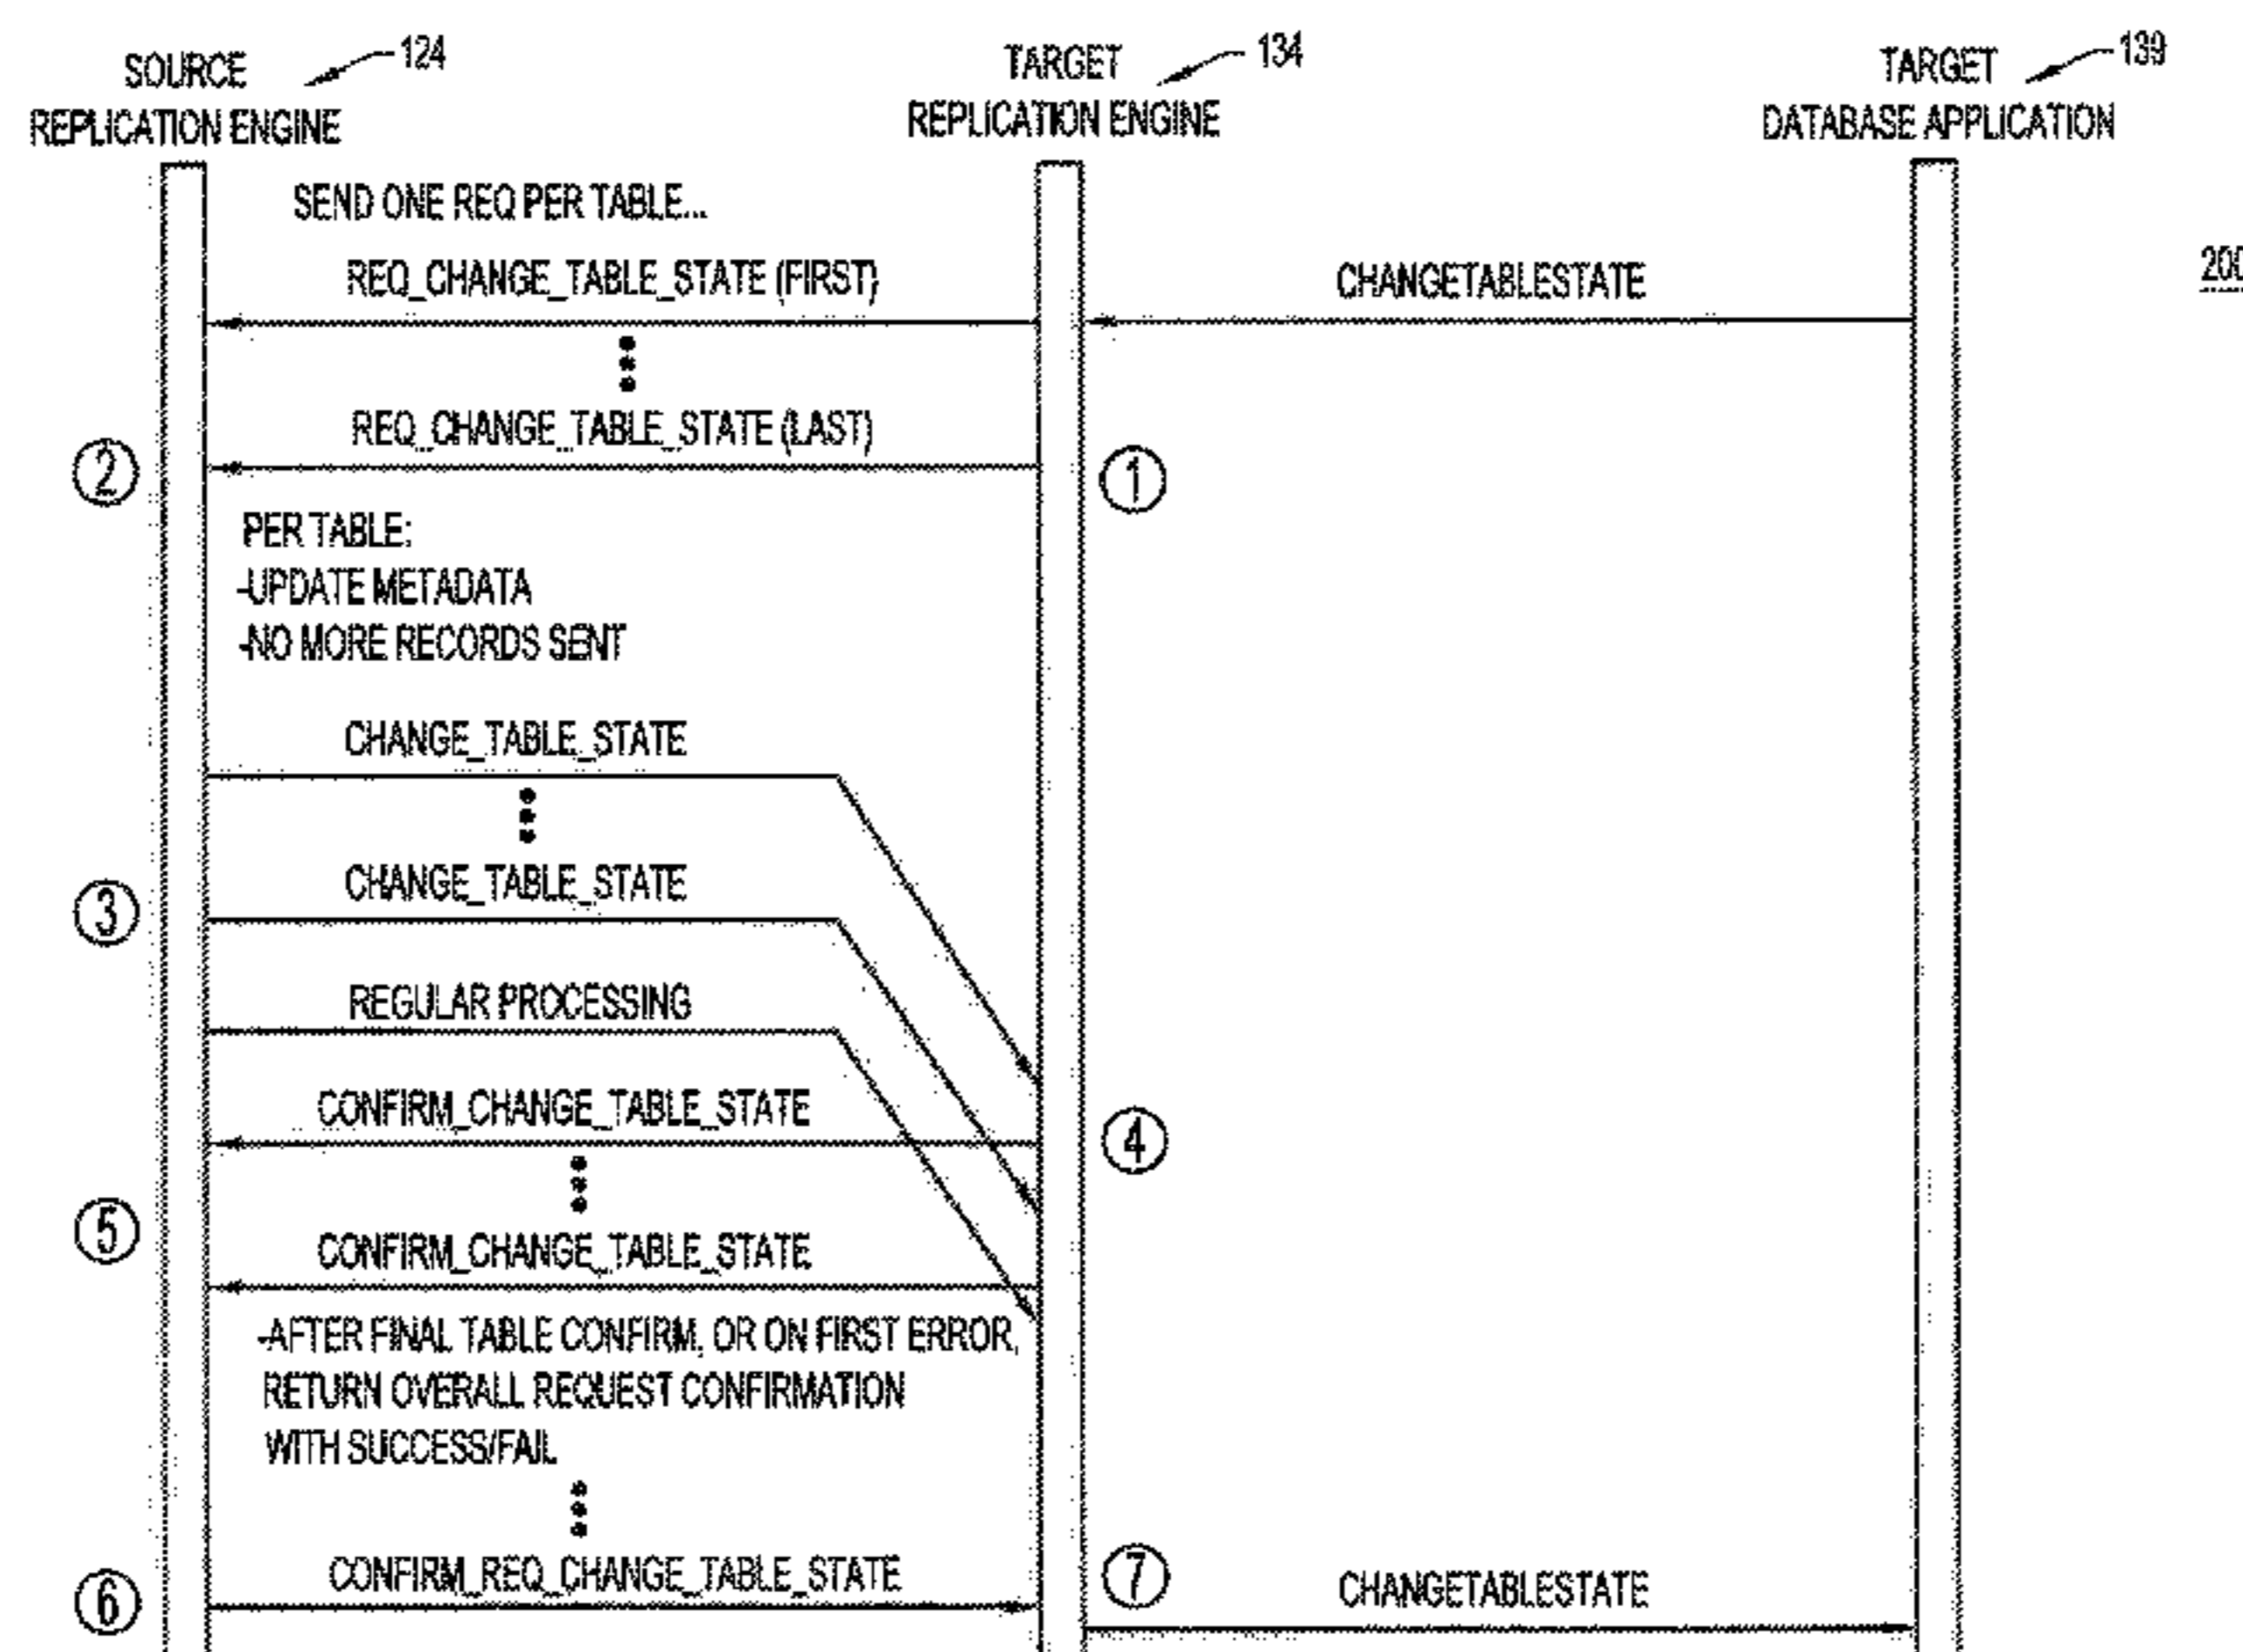 SOURCE
REPLICATION ENGINE
124
TARGET
REPLICATION ENGINE
134
TARGET
DATABASE APPLICATION
139
200
SEND ONE REQ PER TABLE...
REQ_CHANGE_TABLE_STATE (FIRST)
CHANGETABLESTATE
REQ_CHANGE_TABLE_STATE (LAST)
2
1
PER TABLE:
-UPDATE METADATA
-NO MORE RECORDS SENT
CHANGE_TABLE_STATE
CHANGE_TABLE_STATE
3
REGULAR PROCESSING
CONFIRM_CHANGE_TABLE_STATE
4
5
CONFIRM_CHANGE_TABLE_STATE
-AFTER FINAL TABLE CONFIRM, OR ON FIRST ERROR,
RETURN OVERALL REQUEST CONFIRMATION
WITH SUCCESS/FAIL
6
CONFIRM_REQ_CHANGE_TABLE_STATE
7
CHANGETABLESTATE